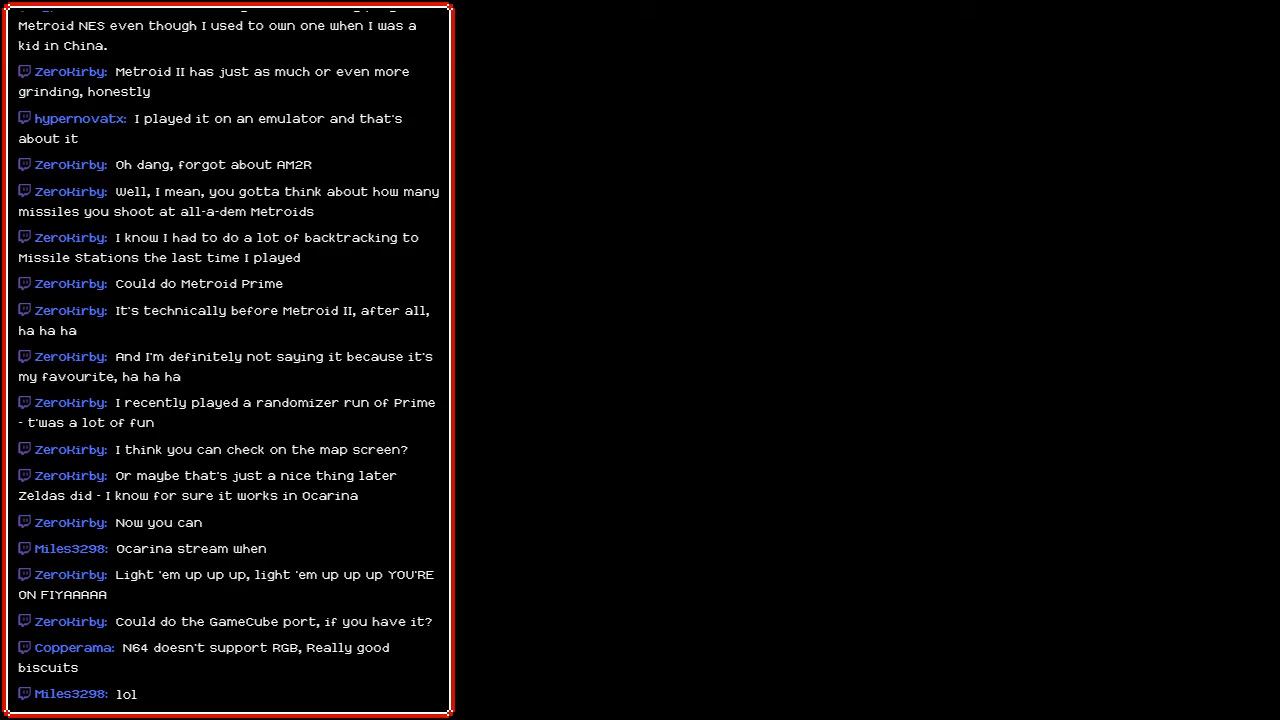 Metroid NES even though I used to own one when I was a
kid in China.
ZeroKirby: Metroid II has just as much or even more
grinding, honestly
hypernovatx: I played it on an emulator and that's
about it
ZeroKirby: Oh dang, forgot about AM2R
ZeroKirby: Well, I mean, you gotta think about how many
missiles you shoot at all-a-dem Metroids
ZeroKirby: I know I had to do a lot of backtracking to
Missile Stations the last time I played
ZeroKirby: Could do Metroid Prime
ZeroKirby: It's technically before Metroid II, after all,
ha ha ha
ZeroKirby: And I'm definitely not saying it because it's
my favourite, ha ha ha
ZeroKirby: I recently played a randomizer run of Prime
- t'was a lot of fun
ZeroKirby: I think you can check on the map screen?
ZeroKirby: Or maybe that's just a nice thing later
Zeldas did - I know for sure it works in Ocarina
ZeroKirby: Now you can
Miles3298: Ocarina stream when
ZeroKirby: Light 'em up up up, light 'em up up up YOU'RE
ON FIYAAAAA
ZeroKirby: Could do the GameCube port, if you have it?
Copperama: N64 doesn't support RGB, Really good
biscuits
Miles3298: lol